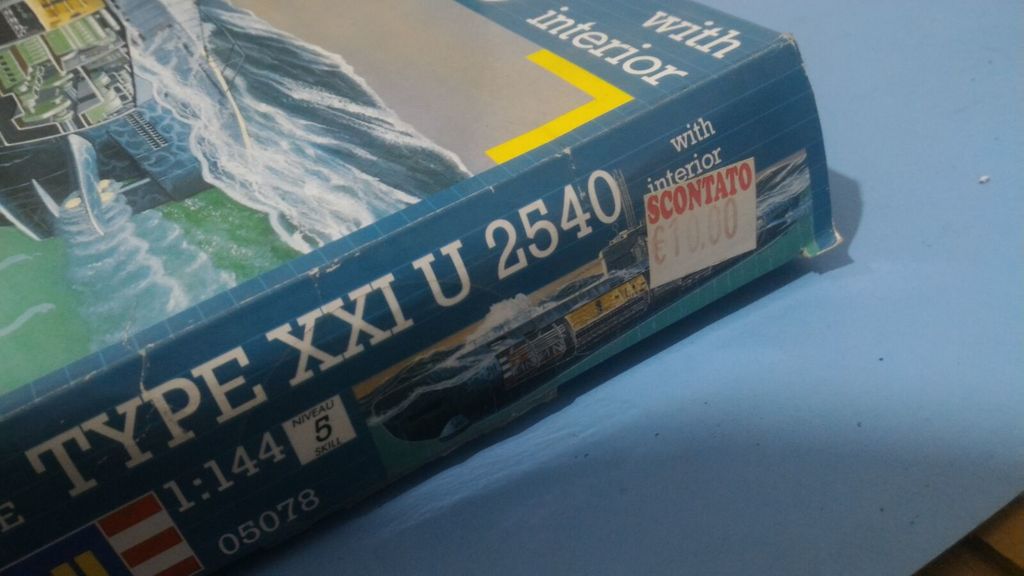 with
interior
with
interior
SCONTATO
€10.00
E TYPE XXI U 2540
NIVEAU
5
SKILL
1:144
05078